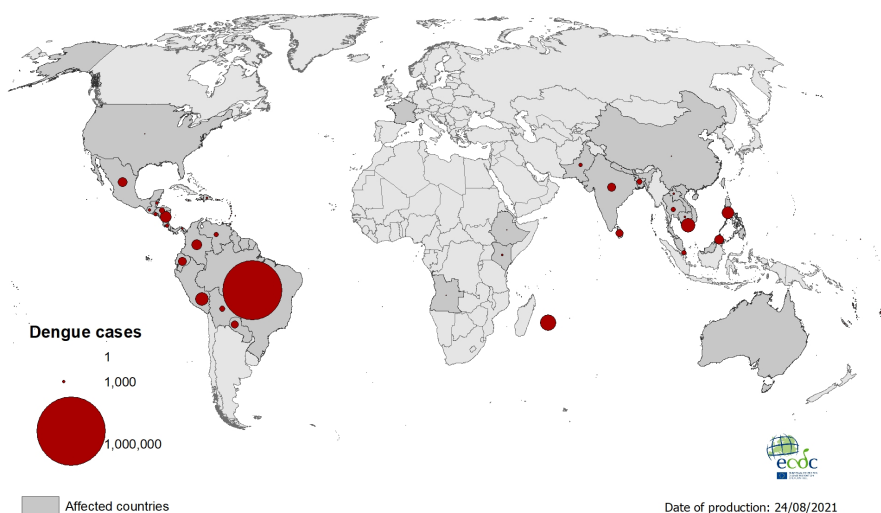 Dengue cases
1
1,000
1,000,000
Affected countries
ecdc
Date of production: 24/08/2021